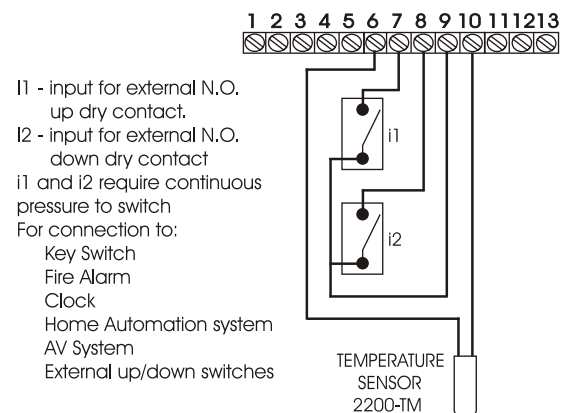 1 2 3 4 5 6 7 8 9 10 11 12 13
I1 - input for external N.O.
up dry contact.
I2 - input for external N.O.
down dry contact
i1 and i2 require continuous
pressure to switch
For connection to:
Key Switch
Fire Alarm
Clock
Home Automation system
AV System
External up/down switches
i1
i2
TEMPERATURE
SENSOR
2200-TM